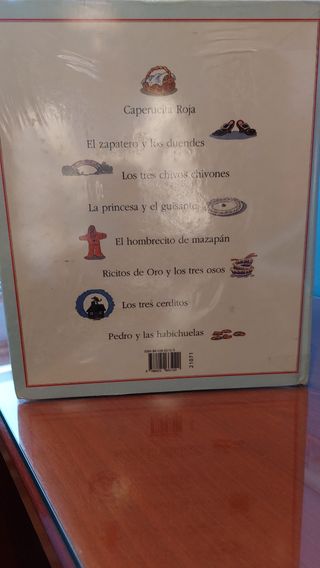 Caperucita Roja
El zapatero y los duendes
Los tres chivos chivones
La princesa y el guisante
El hombrecito de mazapán
Ricitos de Oro y los tres osos
Los tres cerditos
Pedro y las habichuelas
21071